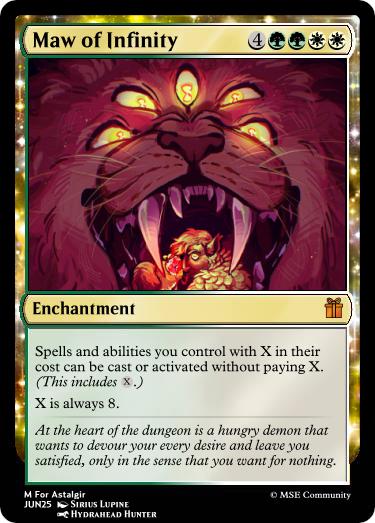 Maw of Infinity 4
Enchantment
Spells and abilities you control with X in their
cost can be cast or activated without paying X.
(This includes X.)
X is always 8.
At the heart of the dungeon is a hungry demon that
wants to devour your every desire and leave you
satisfied, only in the sense that you want for nothing.
M For Astalgir
JUN25 Sirius Lupine
Hydrahead Hunter
© MSE Community